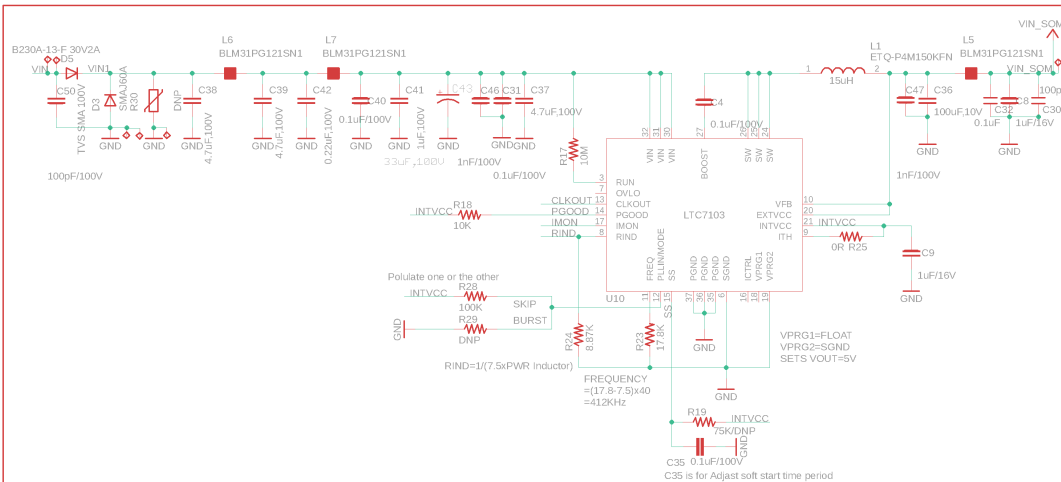 VIN_SOM
B230A-13-F 30V2A
D5
VIN
VIN1
L6
BLM31PG121SN1
L7
BLM31PG121SN1
L1
ETQ-P4M150KFN
1
2
15uH
L5
BLM31PG121SN1
VIN_SOM
C50
TVS SMA 100V
D3
SMAJ60A
R30
DNP
C38
4.7uF,100V
C39
4.7uF,100V
C42
0.22uF,100V
C40
0.1uF/100V
C41
1uF,100V
C43
33uF,100V
C46
C31
C37
4.7uF,100V
1nF/100V
0.1uF/100V
C4
0.1uF/100V
C47
C36
100uF,10V
1nF/100V
C32
0.1uF
C8
1uF/16V
100p
C30
100pF/100V
GND
GND
GND
GND
GND
GND
GND
GND
GND
GND
GND
R17
10M
32
31
30
27
26
25
24
VIN
VIN
VIN
BOOST
SW
SW
SW
3
RUN
7
OVLO
CLKOUT
13
CLKOUT
PGOOD
14
PGOOD
IMON
17
IMON
RIND
8
RIND
LTC7103
VFB
10
EXTVCC
20
INTVCC
21
INTVCC
ITH
9
INTVCC
R18
10K
0R
R25
C9
1uF/16V
GND
FREQ
PLLIN/MODE
SS
PGND
PGND
PGND
SGND
ICTRL
VPRG1
VPRG2
U10
11
12
15
37
36
35
6
16
18
19
SS
Polulate one or the other
INTVCC
R28
100K
SKIP
GND
R29
DNP
BURST
R24
8.87K
R23
17.8K
GND
VPRG1=FLOAT
VPRG2=SGND
SETS VOUT=5V
RIND=1/(7.5xPWR Inductor)
FREQUENCY
=(17.8-7.5)x40
=412KHz
GND
R19
INTVCC
75K/DNP
C35
0.1uF/100V
GND
C35 is for Adjast soft start time period